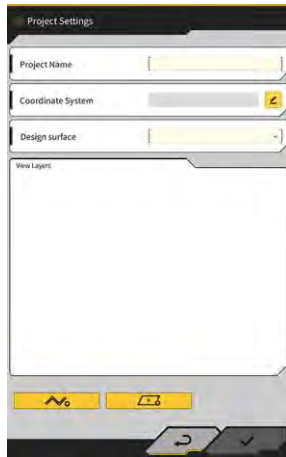 Project Settings
Project Name
Coordinate System
Design surface
View Layers